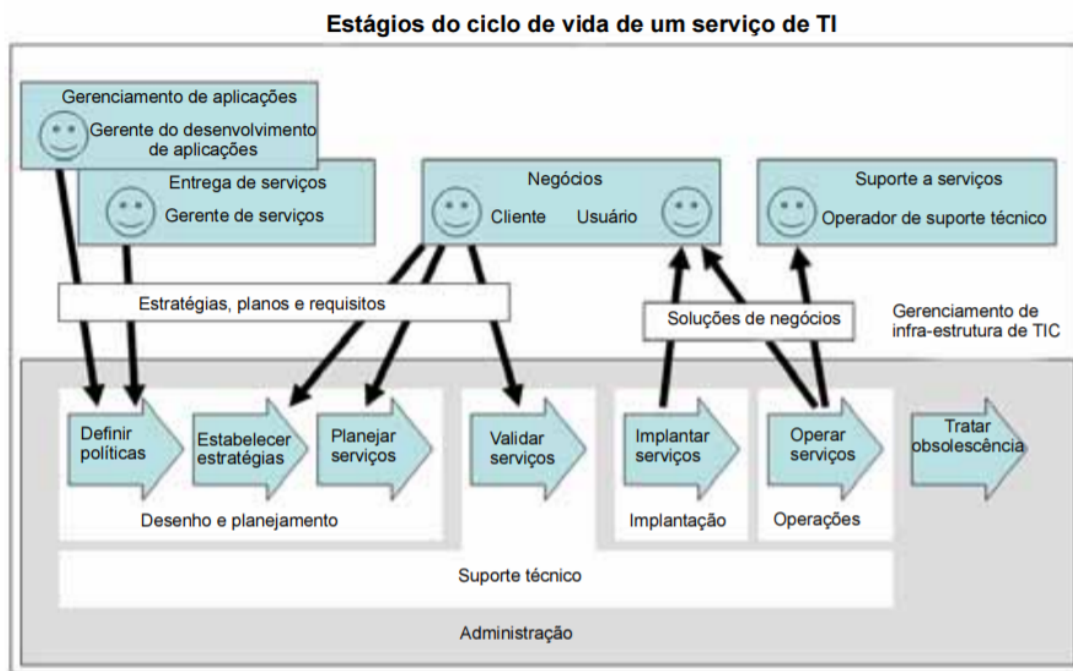 Estágios do ciclo de vida de um serviço de TI
Gerenciamento de aplicações
Gerente do desenvolvimento
de aplicações
Entrega de serviços
Gerente de serviços
Negócios
Cliente Usuário
Suporte a serviços
Operador de suporte técnico
Estratégias, planos e requisitos
Soluções de negócios
Gerenciamento de
infra-estrutura de TIC
Definir
políticas
Estabelecer
estratégias
Planejar
serviços
Validar
serviços
Implantar
serviços
Operar
serviços
Tratar
obsolescência
Desenho e planejamento
Implantação
Operações
Suporte técnico
Administração